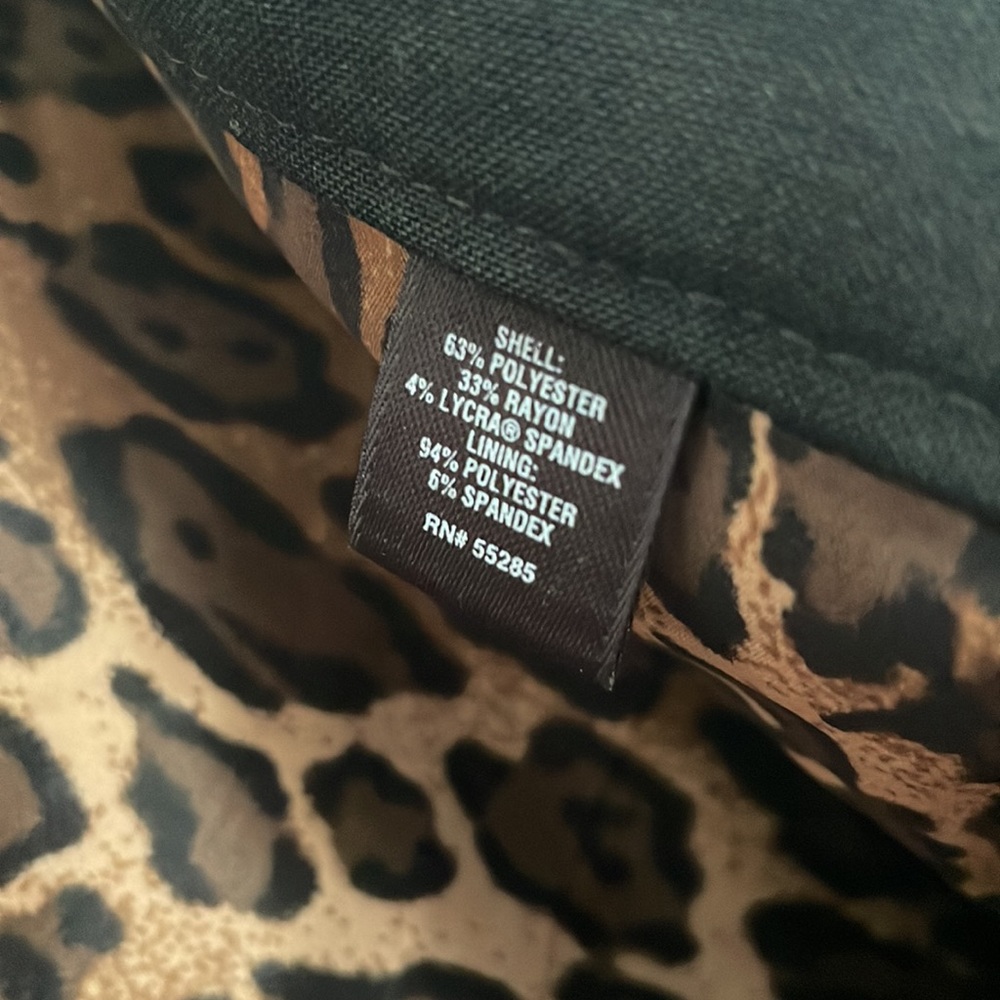 SHELL:
63% POLYESTER
33% RAYON
4% LYCRA® SPANDEX
LINING:
94% POLYESTER
6% SPANDEX
RN# 55285